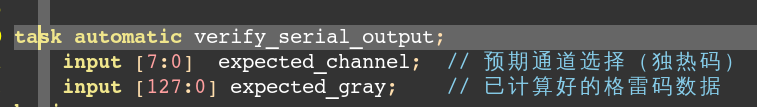 task automatic verify_serial_output;
input [7:0] expected_channel; // 预期通道选择（独热码）
input [127:0] expected_gray; // 已计算好的格雷码数据